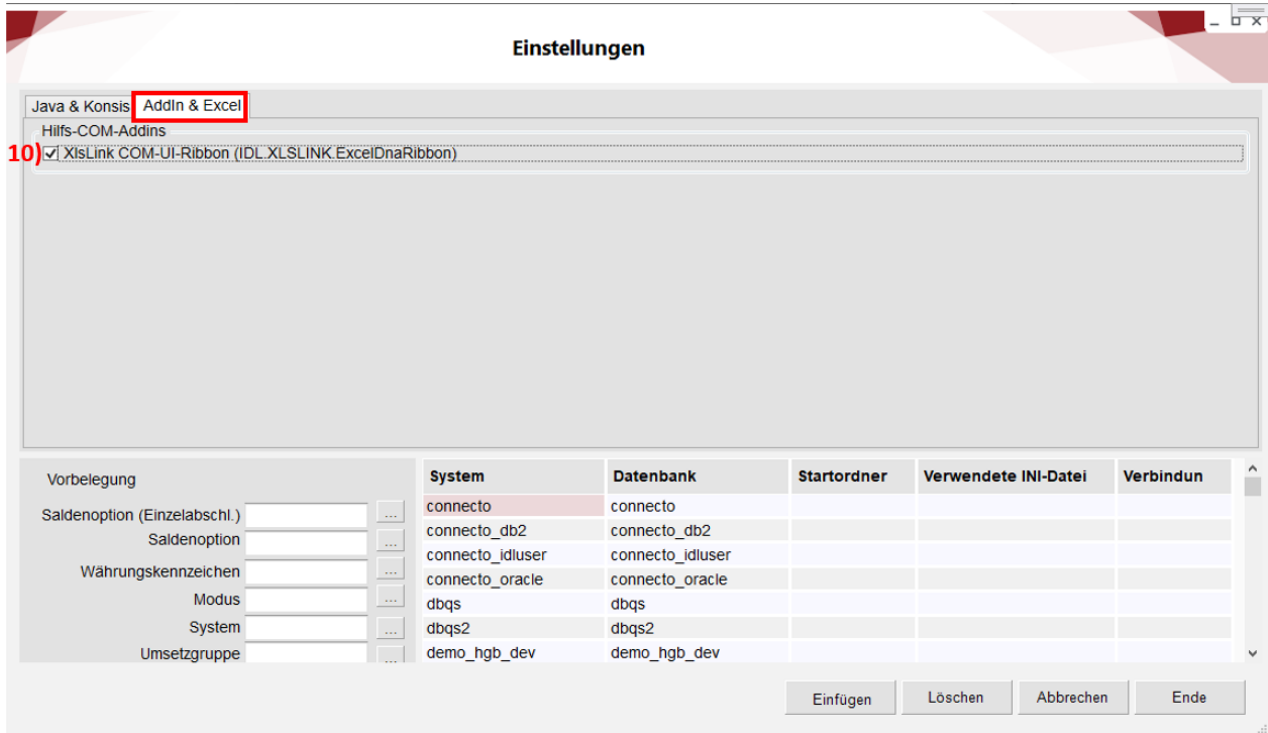 Einstellungen
Java & Konsis AddIn & Excel
Hilfs-COM-Addins
10) XlsLink COM-UI-Ribbon (IDL.XLSLINK.ExcelDnaRibbon)
Vorbelegung
Saldenoption (Einzelabschl.) ...
Saldenoption ...
Währungskennzeichen ...
Modus ...
System ...
Umsetzgruppe ...
System Datenbank Startordner Verwendete INI-Datei Verbindun
connecto connecto
connecto_db2 connecto_db2
connecto_idluser connecto_idluser
connecto_oracle connecto_oracle
dbqs dbqs
dbqs2 dbqs2
demo_hgb_dev demo_hgb_dev
Einfügen Löschen Abbrechen Ende